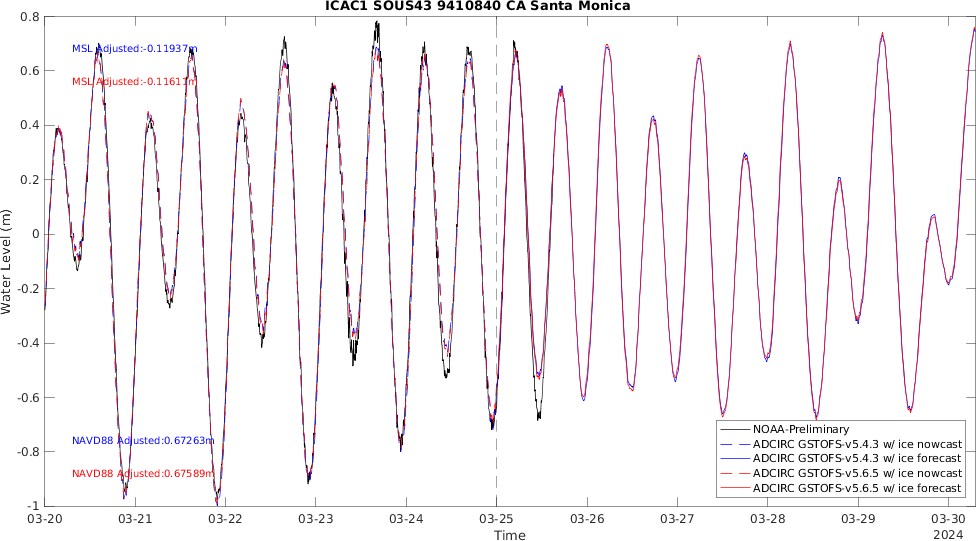 ICAC1 SOUS43 9410840 CA Santa Monica
0.8
0.6
0.4
0.2
0
-0.2
-0.4
-0.6
-0.8
-1
Water Level (m)
MSL Adjusted:-0.11937m
MSL Adjusted:-0.11611m
NAVD88 Adjusted:0.67263m
NAVD88 Adjusted:0.67589m
NOAA-Preliminary
ADCIRC GSTOFS-v5.4.3 w/ ice nowcast
ADCIRC GSTOFS-v5.4.3 w/ ice forecast
ADCIRC GSTOFS-v5.6.5 w/ ice nowcast
ADCIRC GSTOFS-v5.6.5 w/ ice forecast
03-20 03-21 03-22 03-23 03-24 03-25 03-26 03-27 03-28 03-29 03-30
Time
2024